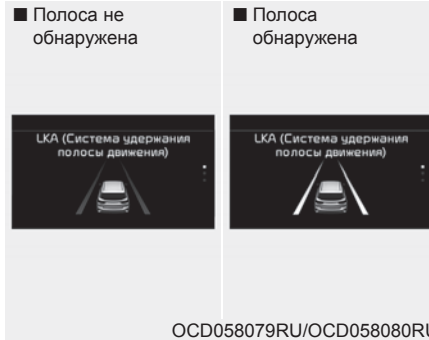 ■ Полоса не
обнаружена
■ Полоса
обнаружена
LKA (Система удержания
полосы движения)
LKA (Система удержания
полосы движения)
OCD058079RU/OCD058080RU